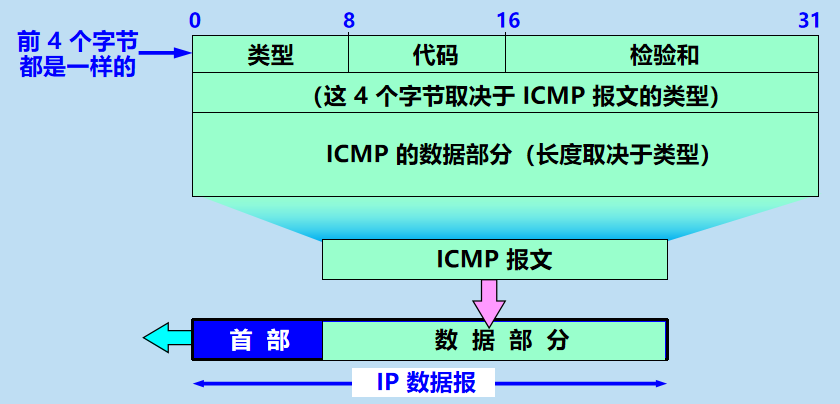 0 8 16 31
前 4 个字节
都是一样的
类型 代码 检验和
（这 4 个字节取决于 ICMP 报文的类型）
ICMP 的数据部分（长度取决于类型）
ICMP 报文
首 部 数 据 部 分
IP 数据报